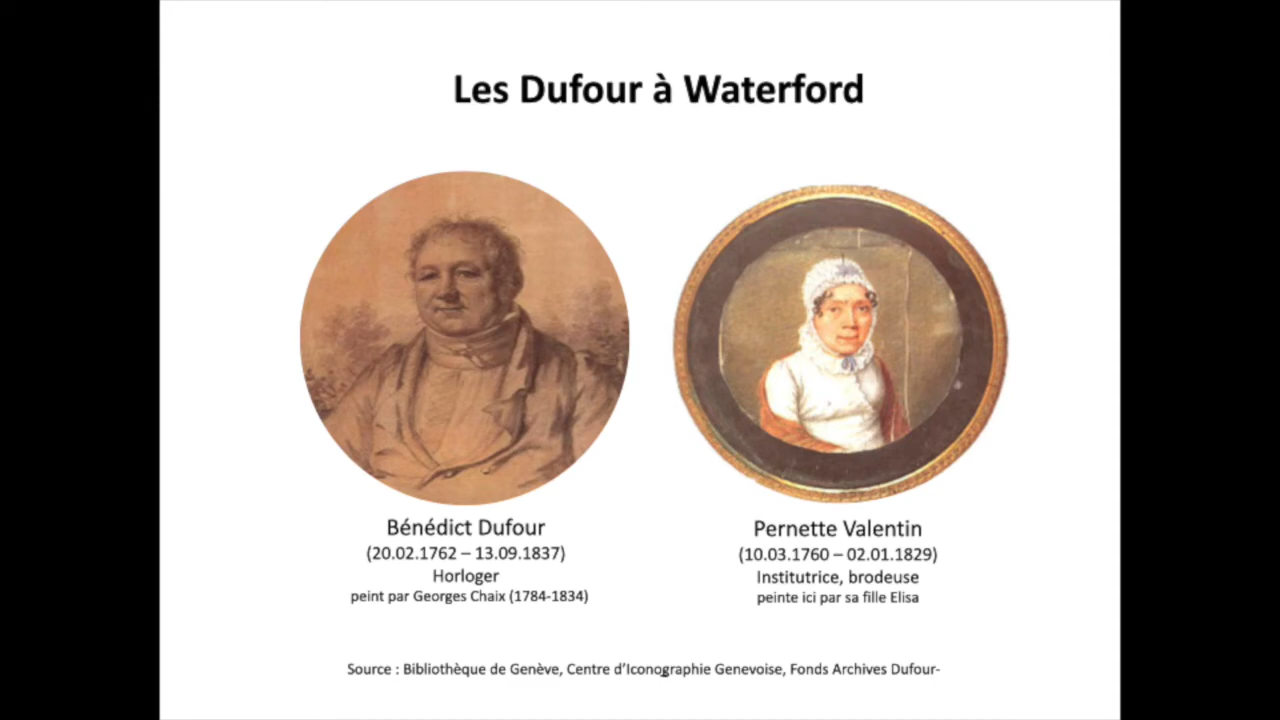 Les Dufour à Waterford
Bénédict Dufour
(20.02.1762 – 13.09.1837)
Horloger
peint par Georges Chaix (1784-1834)
Pernette Valentin
(10.03.1760 – 02.01.1829)
Institutrice, brodeuse
peinte ici par sa fille Elisa
Source : Bibliothèque de Genève, Centre d’Iconographie Genevoise, Fonds Archives Dufour-